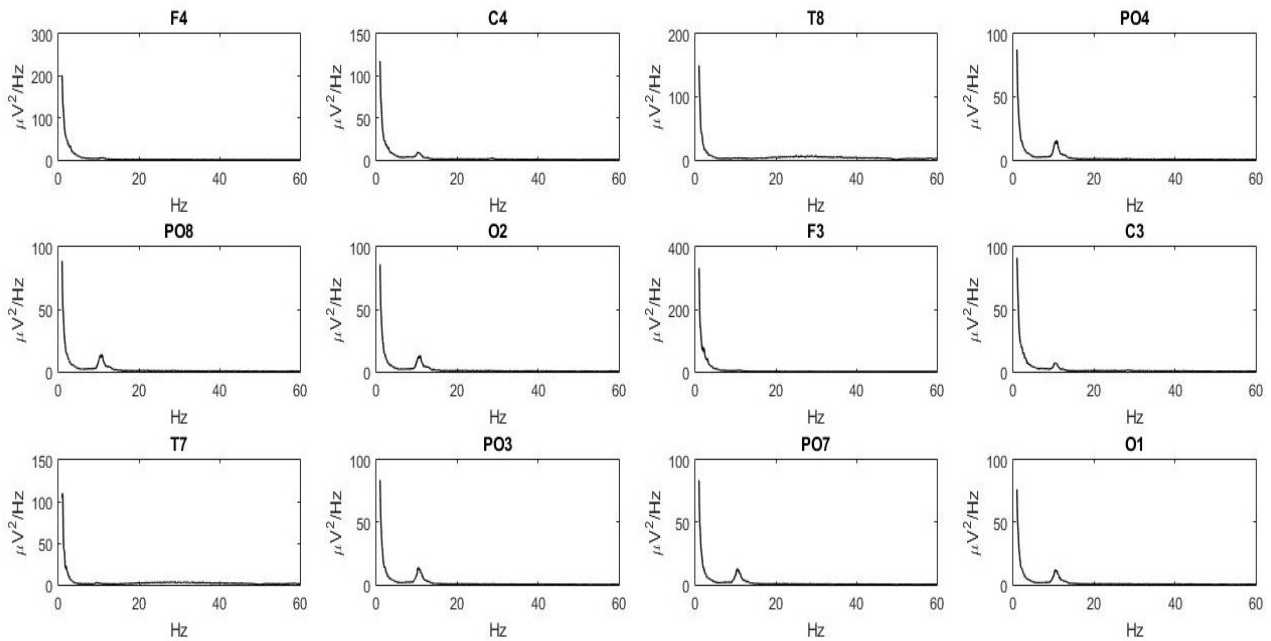 F4 C4 T8 PO4
300 150 200 100
μV²/Hz μV²/Hz μV²/Hz μV²/Hz
200 100
100 50 100 50
0 0 0 0
0 20 40 60 0 20 40 60 0 20 40 60 0 20 40 60
Hz Hz Hz Hz
PO8 O2 F3 C3
100 100 400 100
μV²/Hz μV²/Hz μV²/Hz μV²/Hz
50 50 200 50
0 0 0 0
0 20 40 60 0 20 40 60 0 20 40 60 0 20 40 60
Hz Hz Hz Hz
T7 PO3 PO7 O1
150 100 100 100
μV²/Hz μV²/Hz μV²/Hz μV²/Hz
100
50 50 50 50
0 0 0 0
0 20 40 60 0 20 40 60 0 20 40 60 0 20 40 60
Hz Hz Hz Hz